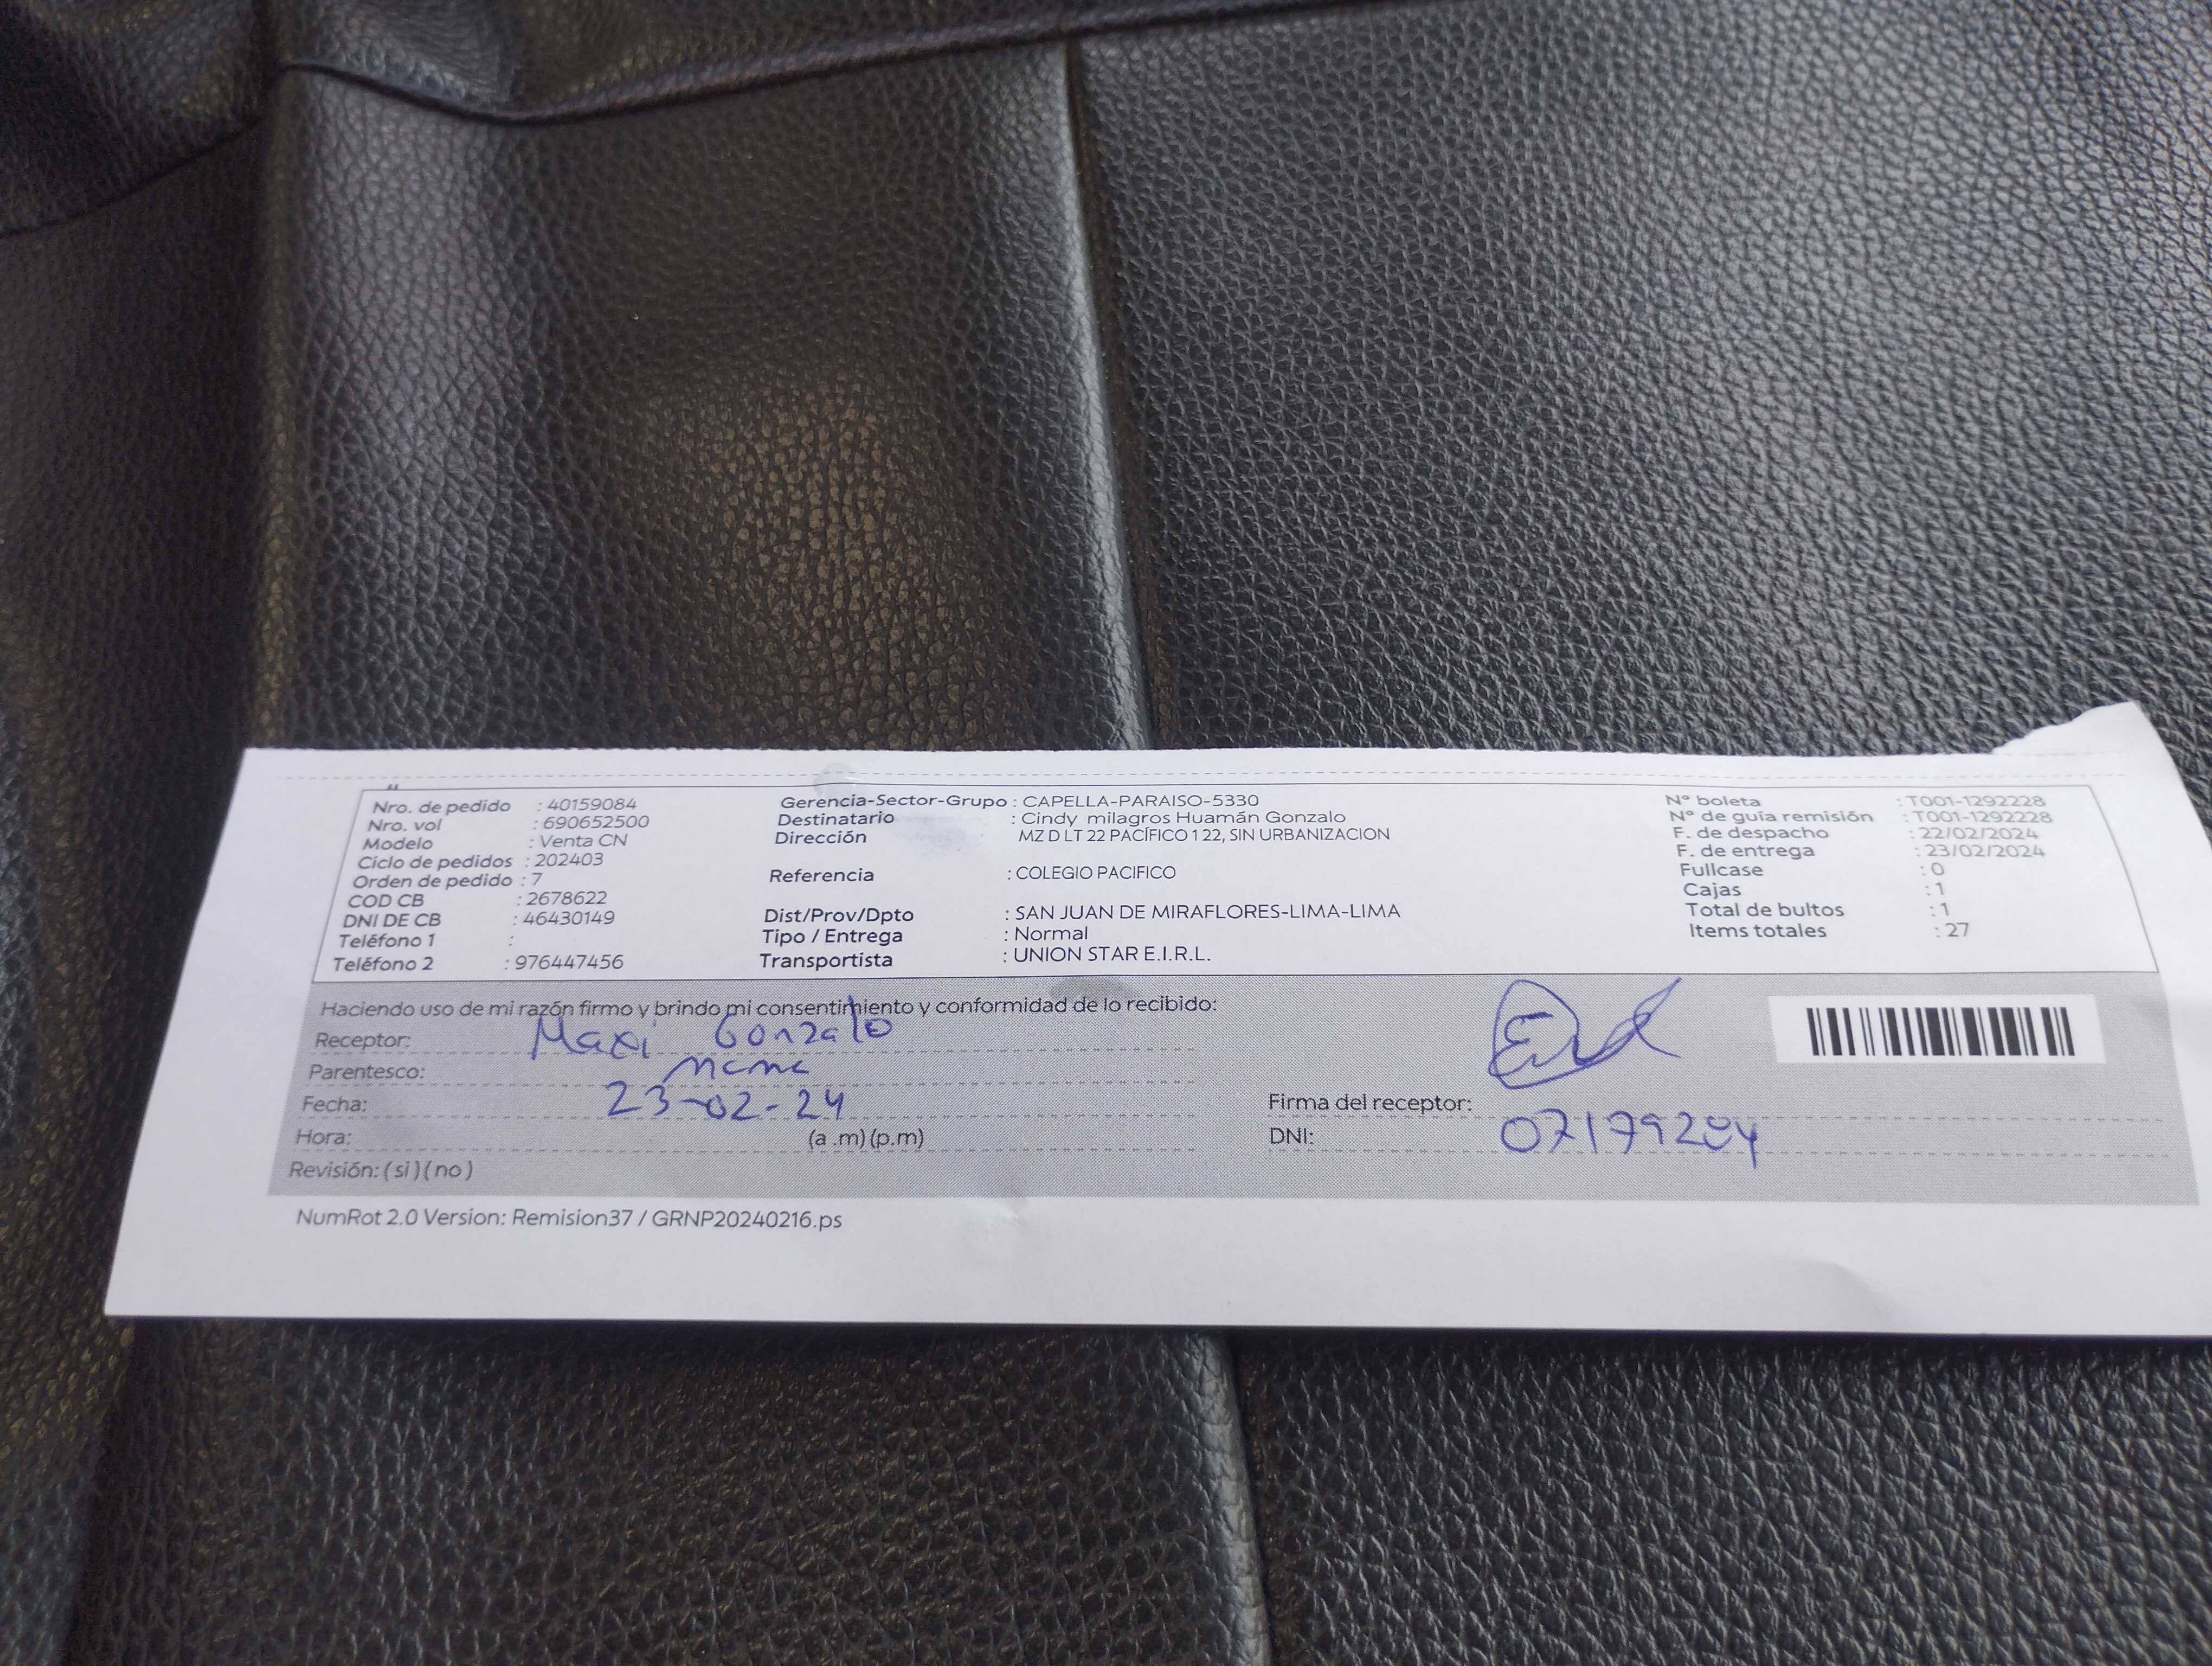 Nro. de pedido : 40159084
Nro. vol : 690652500
Modelo : Venta CN
Ciclo de pedidos : 202403
Orden de pedido : 7
COD CB : 2678622
DNI DE CB : 46430149
Teléfono 1 :
Teléfono 2 : 976447456
Gerencia-Sector-Grupo : CAPELLA-PARAISO-5330
Destinatario : Cindy milagros Huamán Gonzalo
Dirección MZ D LT 22 PACÍFICO 1 22, SIN URBANIZACION
Referencia : COLEGIO PACIFICO
Dist/Prov/Dpto : SAN JUAN DE MIRAFLORES-LIMA-LIMA
Tipo / Entrega : Normal
Transportista : UNION STAR E.I.R.L.
N° boleta : T001-1292228
N° de guía remisión : T001-1292228
F. de despacho : 22/02/2024
F. de entrega : 23/02/2024
Fullcase : 0
Cajas : 1
Total de bultos : 1
Items totales : 27
Haciendo uso de mi razón firmo y brindo mi consentimiento y conformidad de lo recibido:
Receptor: Maxi Gonzalo
Parentesco: Mama
Fecha: 23-02-24
Hora: (a .m) (p.m)
Revisión: ( si ) ( no )
Firma del receptor:
DNI: 07179284
NumRot 2.0 Version: Remision37 / GRNP20240216.ps